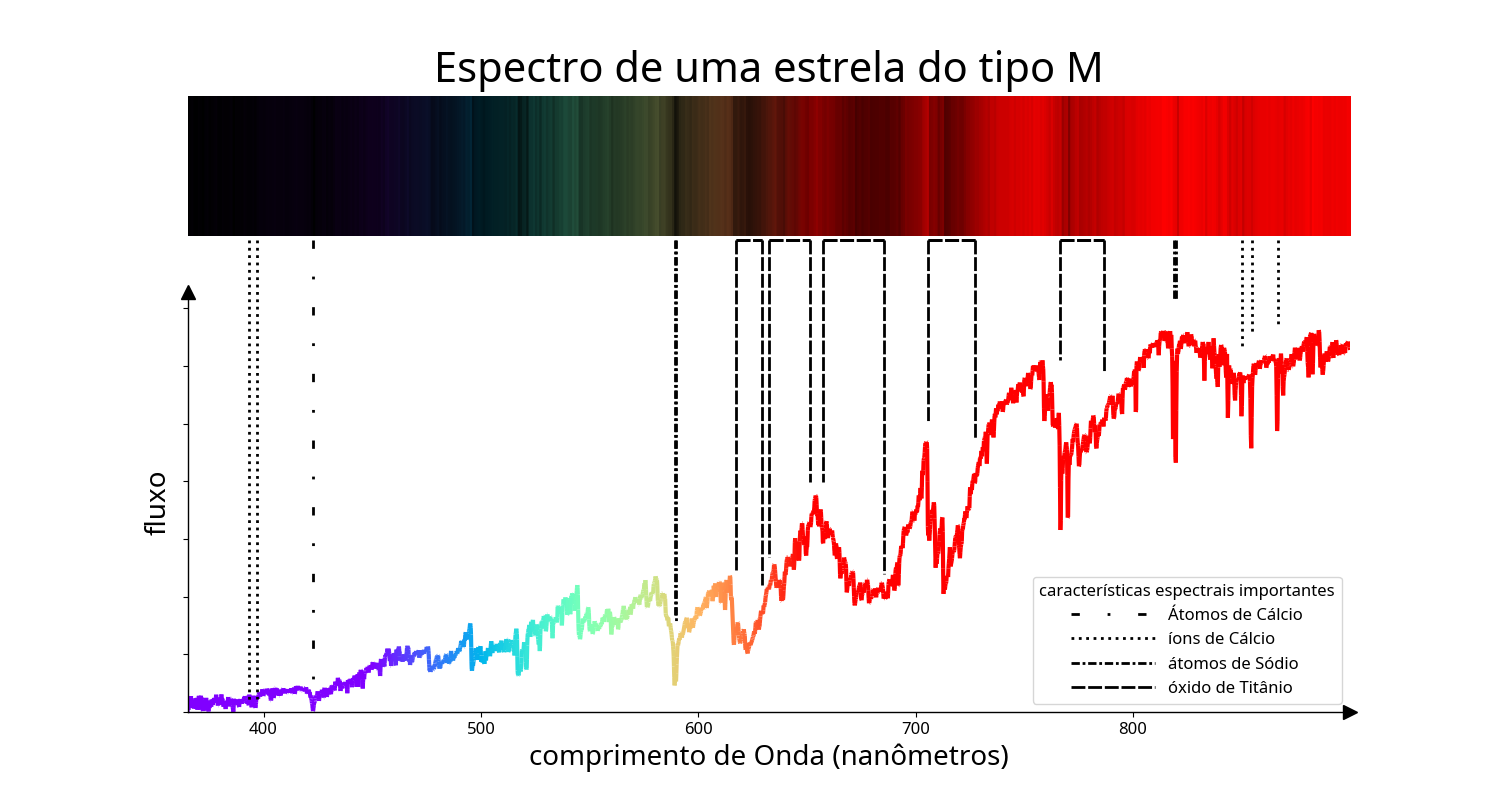 Espectro de uma estrela do tipo M
fluxo
características espectrais importantes
Átomos de Cálcio
íons de Cálcio
átomos de Sódio
óxido de Titânio
400 500 600 700 800
comprimento de Onda (nanômetros)